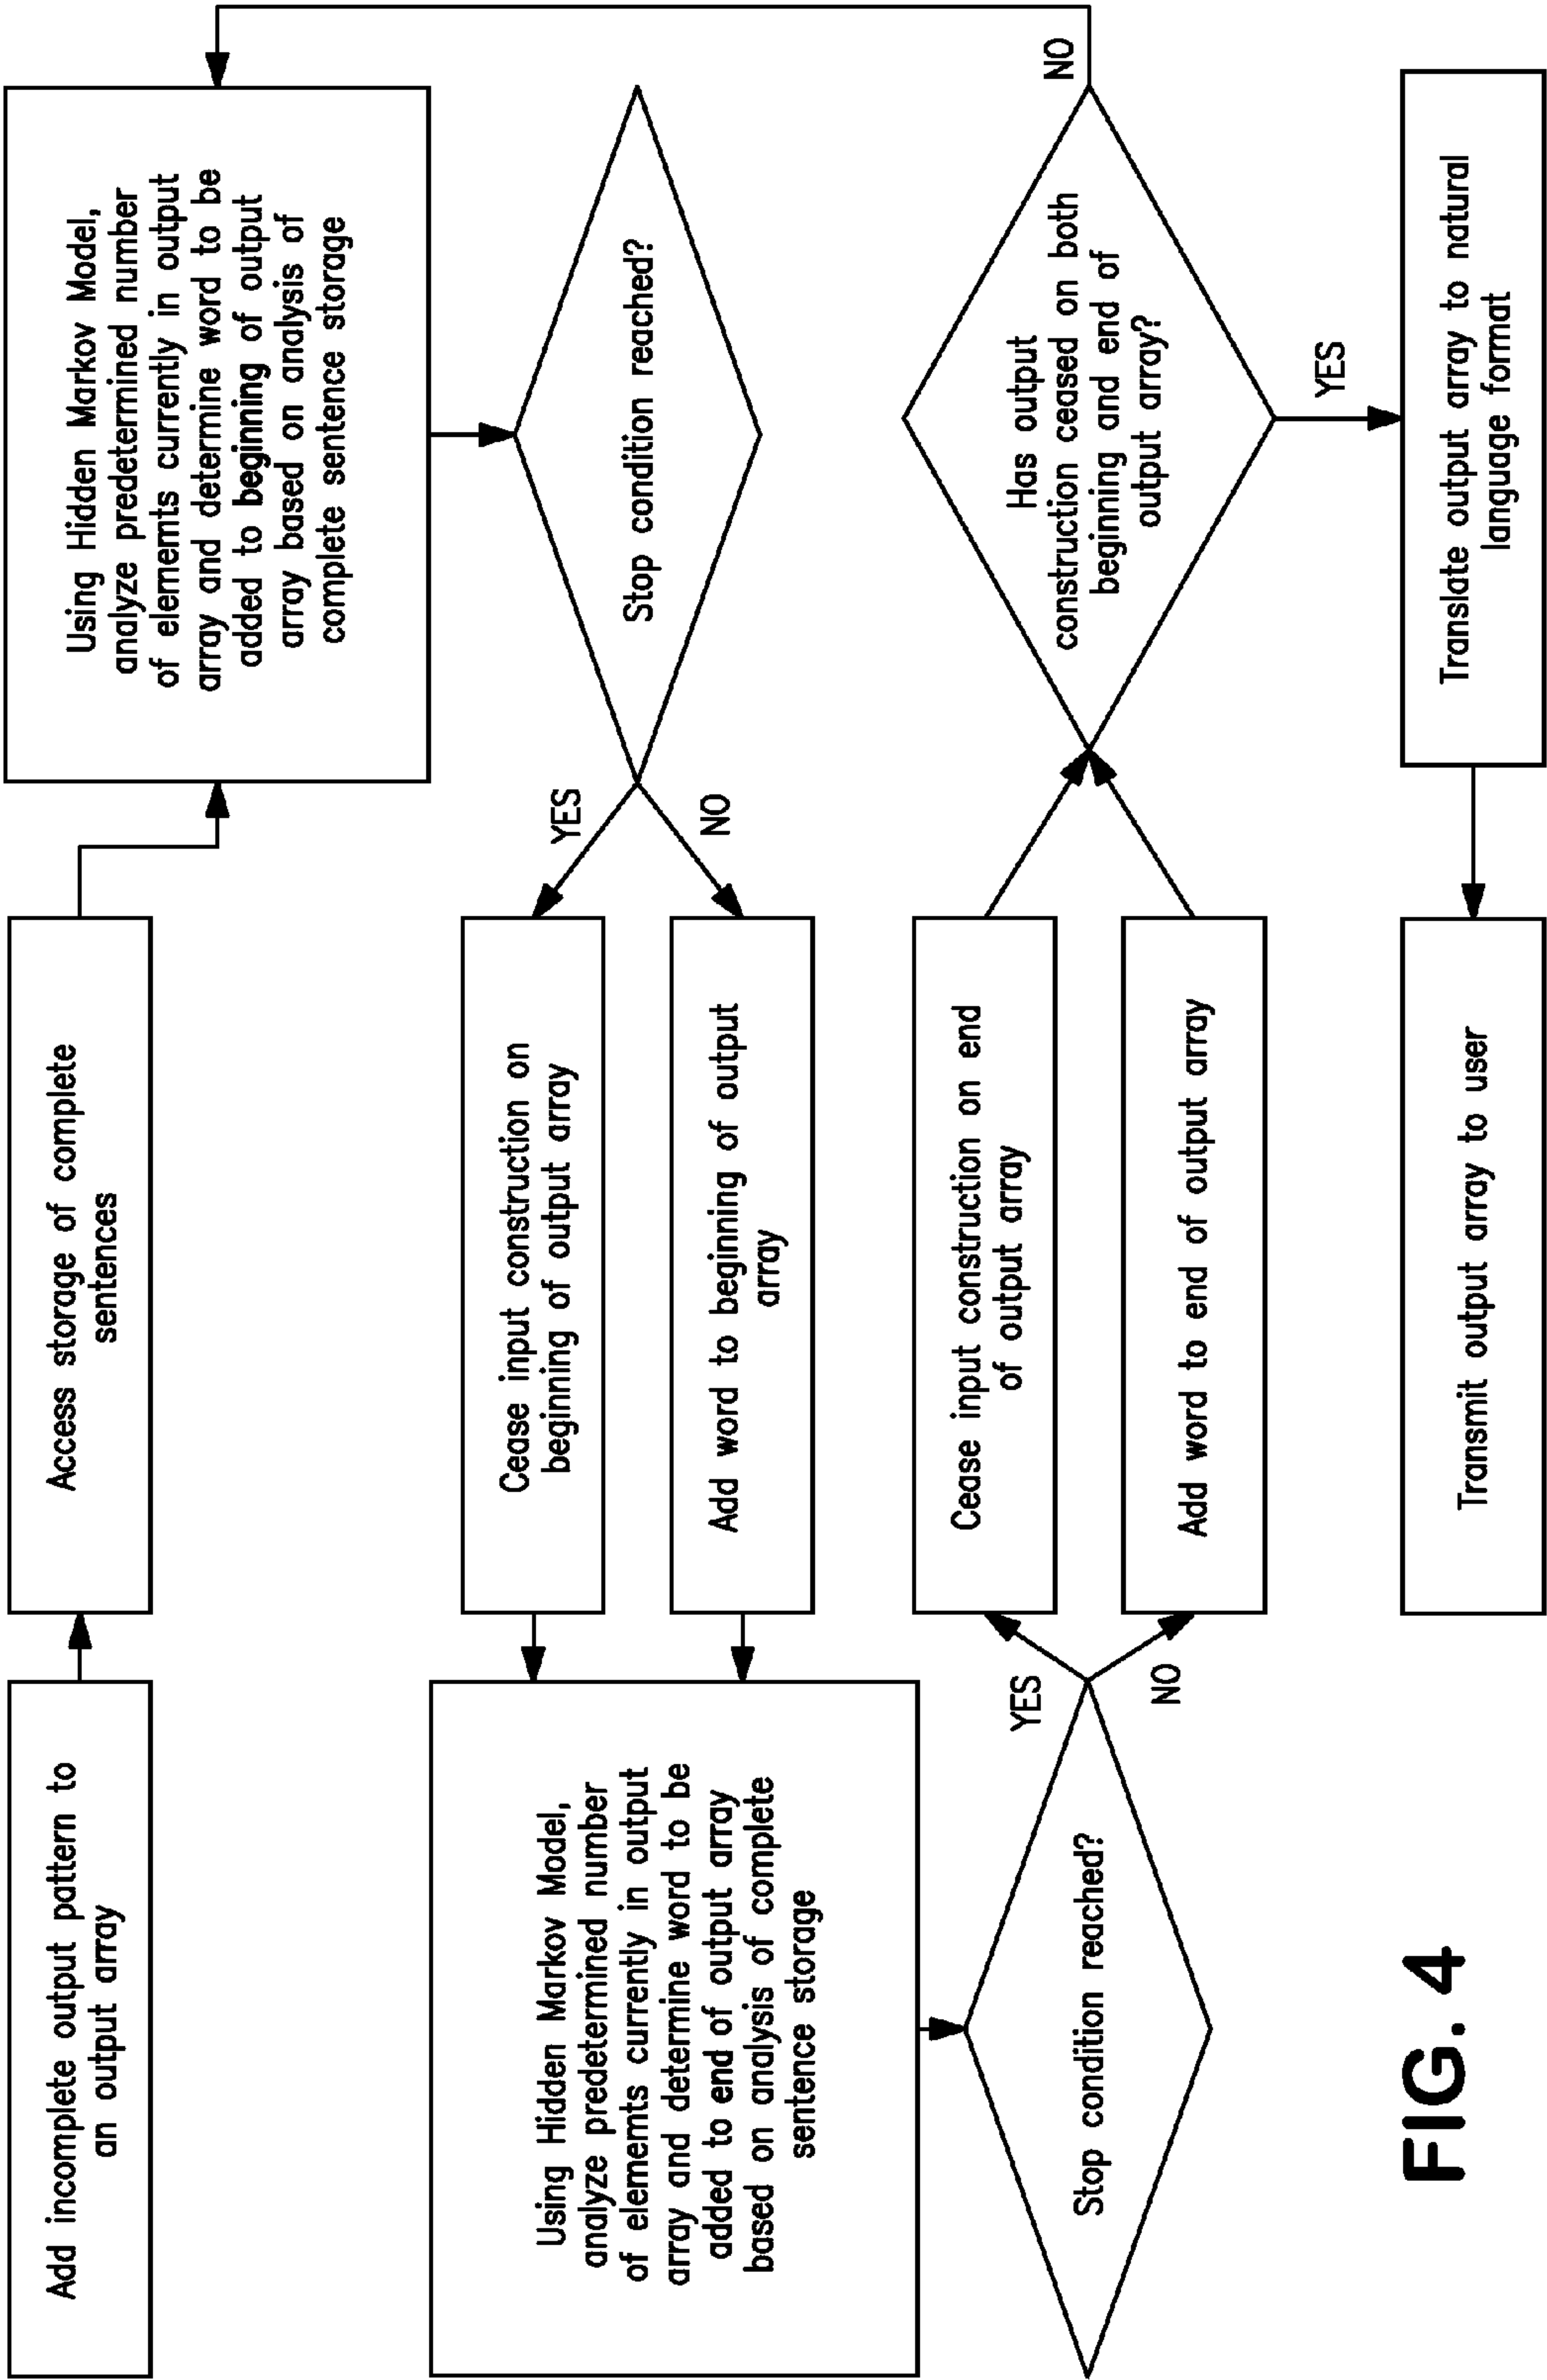 Add incomplete output pattern to
an output array
Access storage of complete
sentences
Using Hidden Markov Model,
analyze predetermined number
of elememts currently in output
array and determine word to be
added to beginning of output
array based on analysis of
complete sentence storage
Stop condition reached?
YES
NO
Cease input construction on
beginning of output array
Add word to beginning of output
array
Using Hidden Markov Model,
analyze predetermined number
of elememts currently in output
array and determine word to be
added to end of output array
based on analysis of complete
sentence storage
Stop condition reached?
YES
NO
Cease input construction on end
of output array
Add word to end of output array
Has output
construction ceased on both
beginning and end of
output array?
NO
YES
Translate output array to natural
language format
Transmit output array to user
FIG. 4